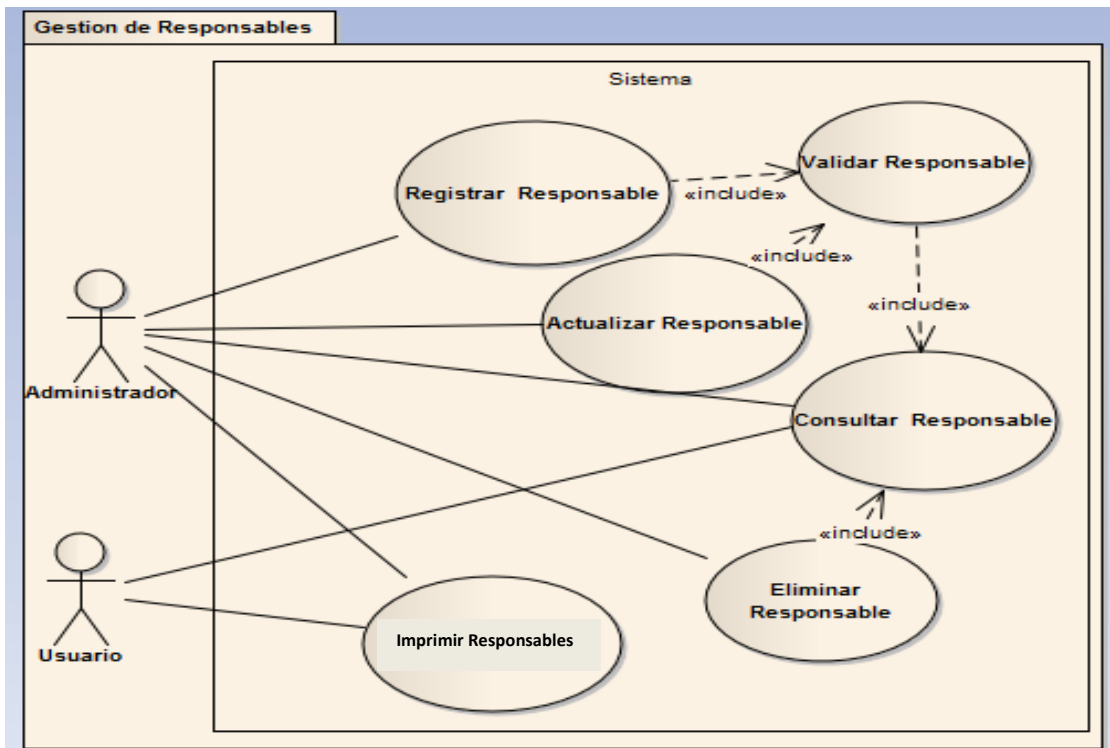 Gestion de Responsables
Sistema
Validar Responsable
Registrar Responsable
«include»
«include»
«include»
Actualizar Responsable
Administrador
Consultar Responsable
«include»
Eliminar
Responsable
Imprimir Responsables
Usuario